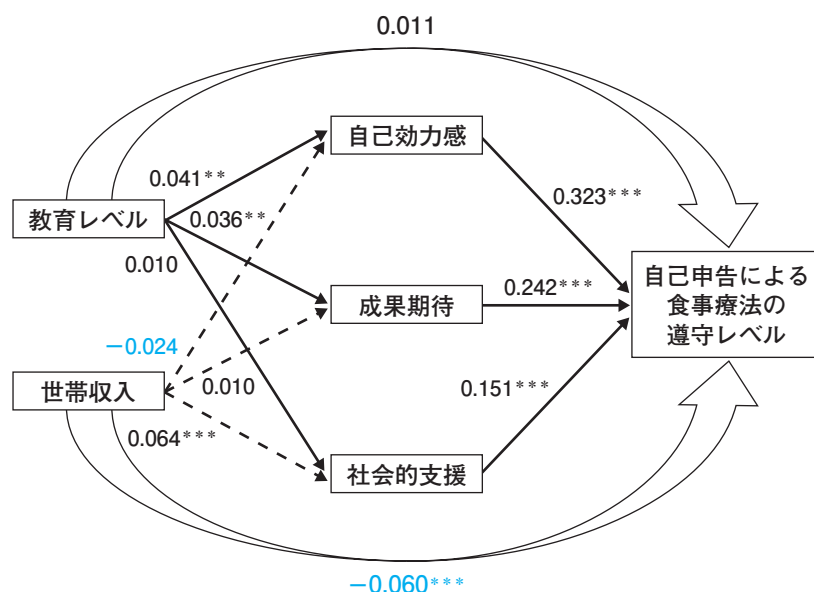 0.011
自己効力感
0.041**
0.323***
教育レベル
0.036**
0.010
自己申告による
食事療法の
遵守レベル
成果期待
0.242***
−0.024
世帯収入
0.010
0.151***
0.064***
社会的支援
−0.060***